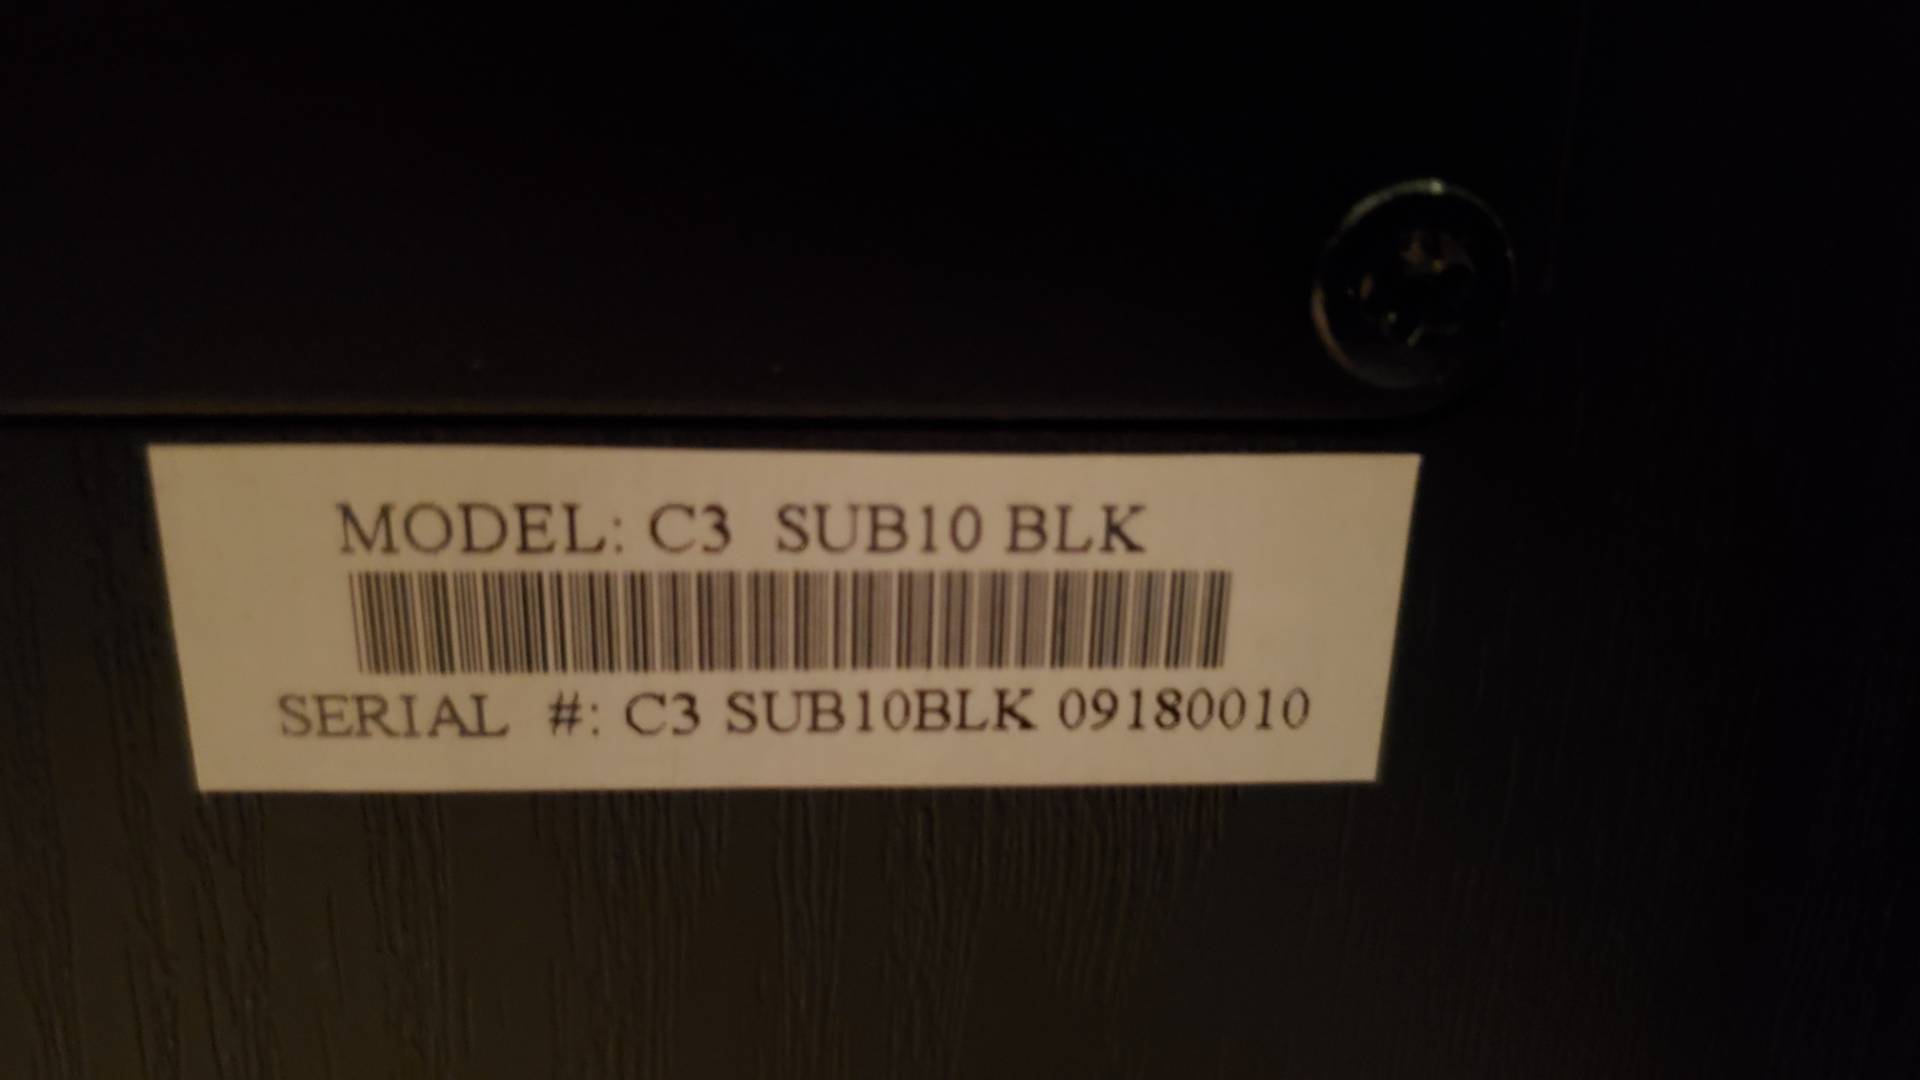 MODEL: C3 SUB10 BLK
SERIAL #: C3 SUB10BLK 09180010